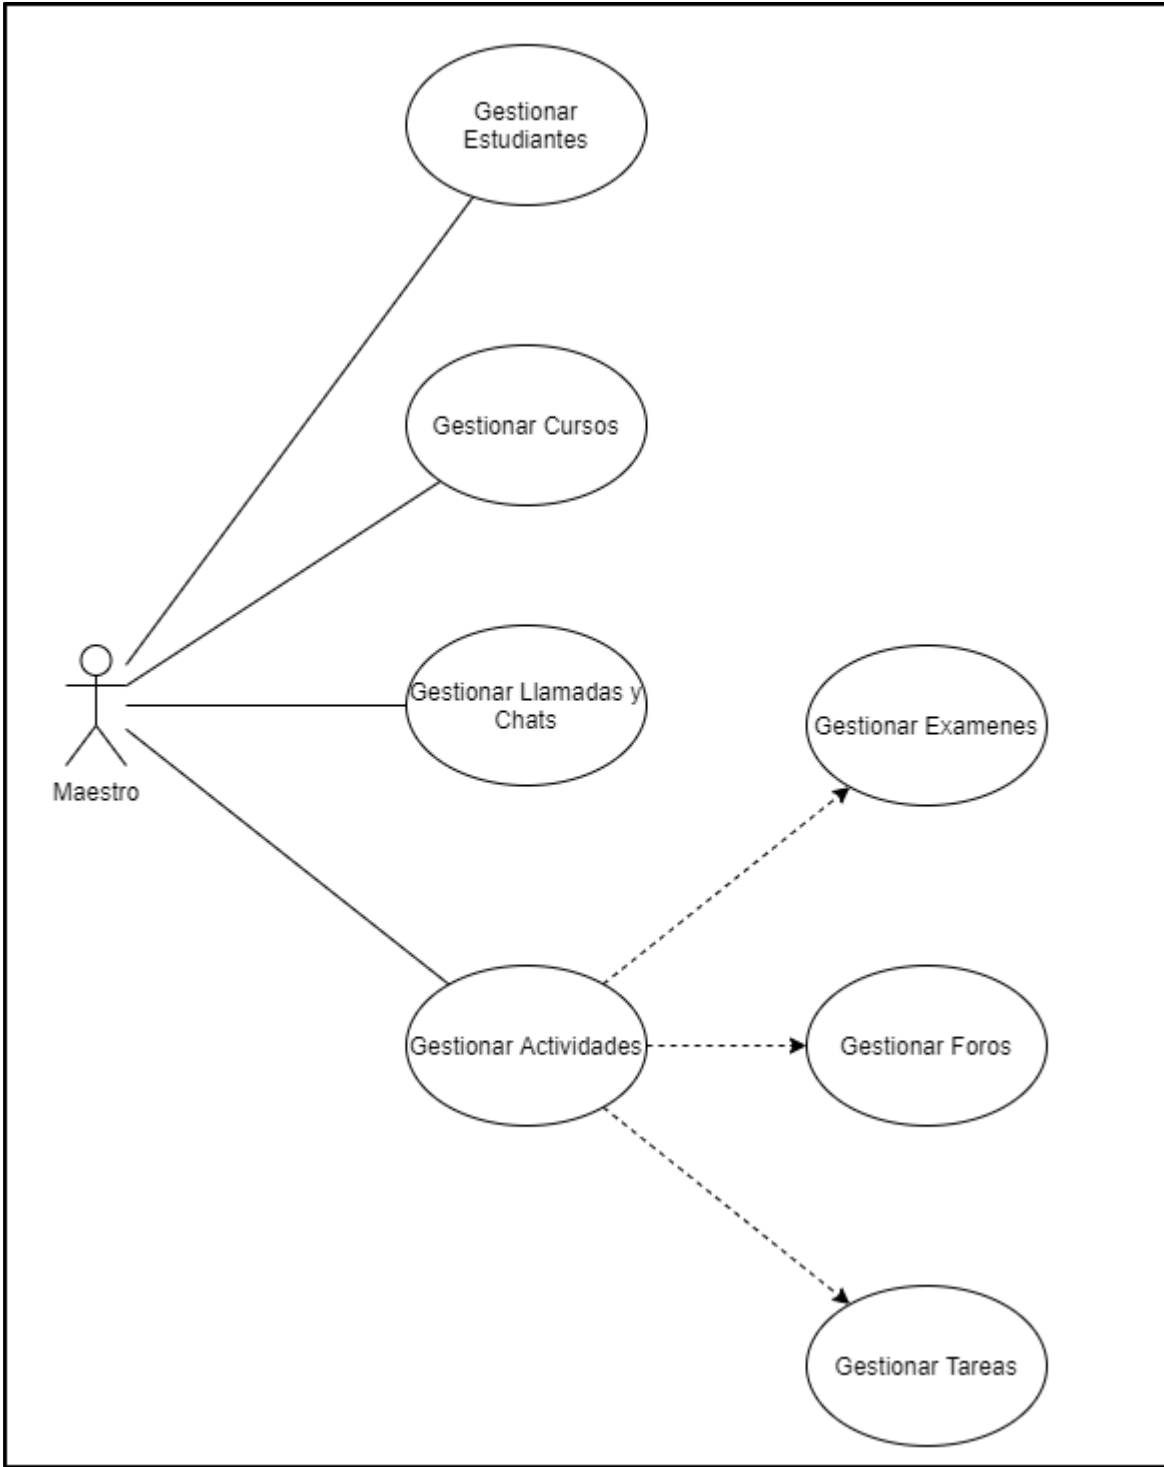 Gestionar
Estudiantes
Gestionar Cursos
Gestionar Llamadas y
Chats
Maestro
Gestionar Examenes
Gestionar Actividades
Gestionar Foros
Gestionar Tareas